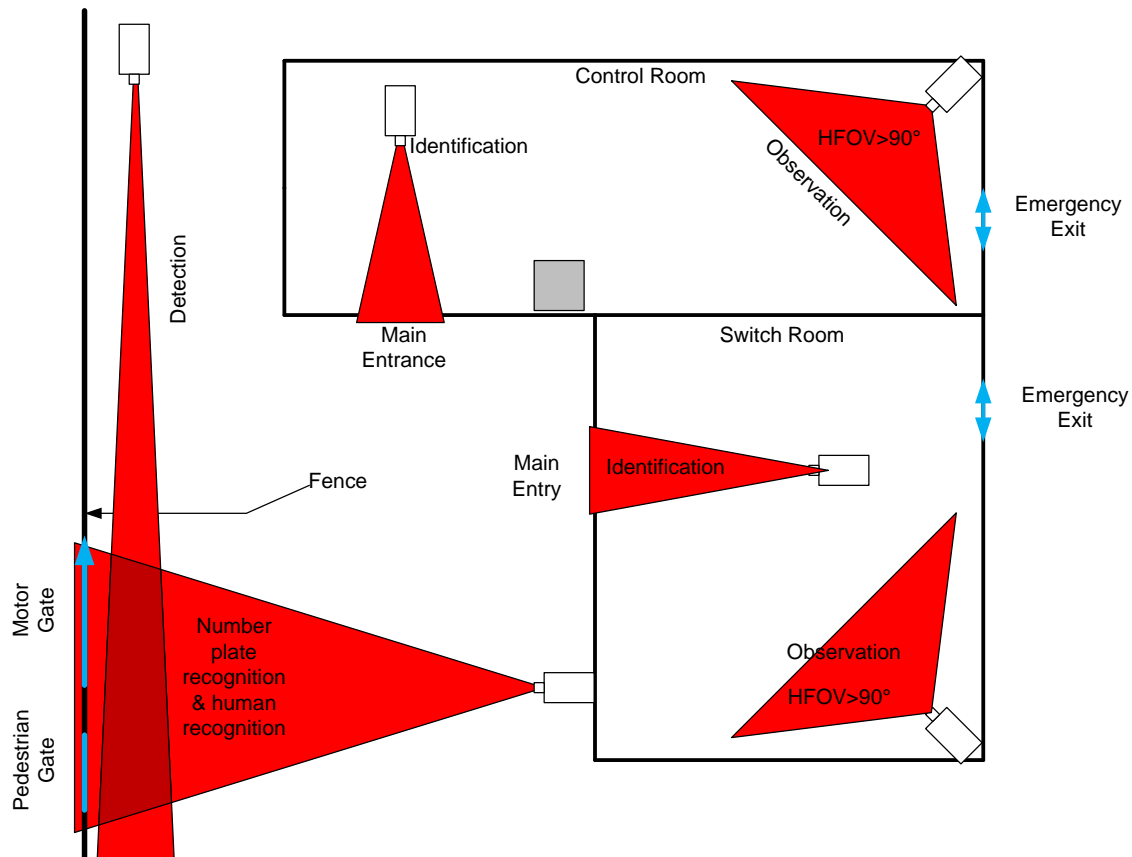 Control Room
Identification
HFOV>90°
Observation
Emergency
Exit
Detection
Main
Entrance
Switch Room
Emergency
Exit
Main
Entry
Identification
Fence
Motor
Gate
Number
plate
recognition
& human
recognition
Observation
HFOV>90°
Pedestrian
Gate